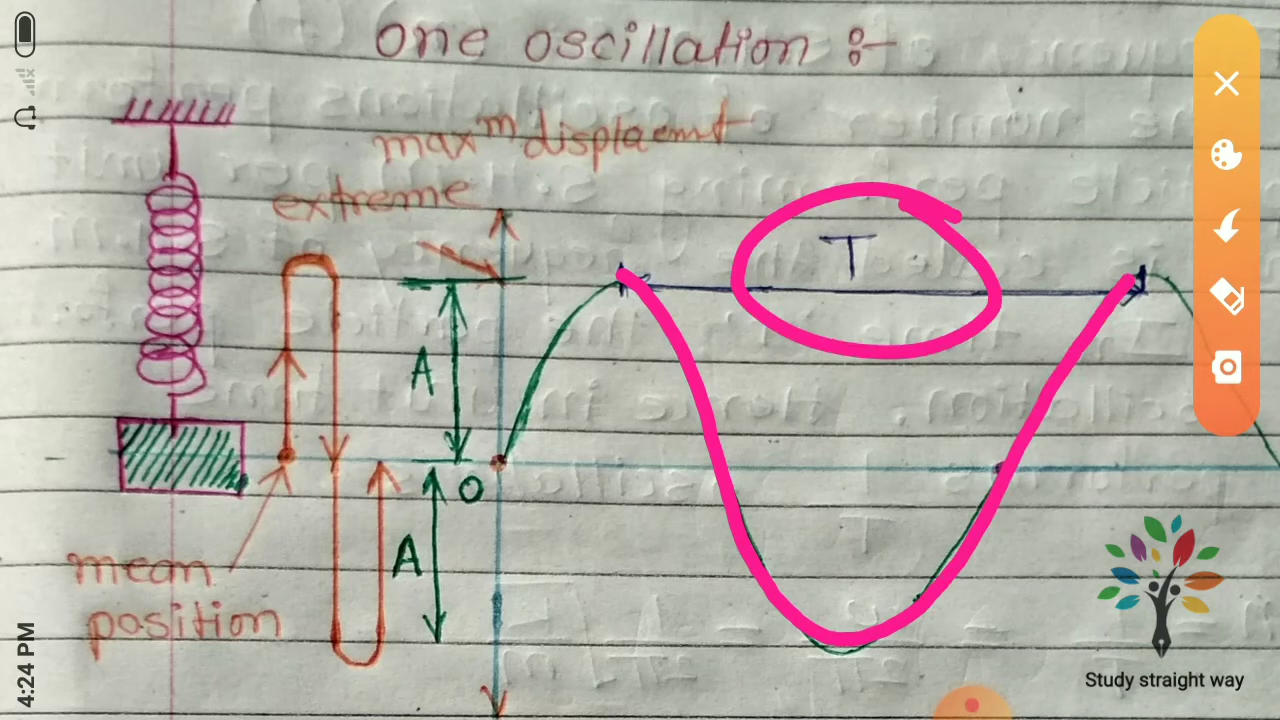 one oscillation :-
maxᵐ displacemt
extreme
T
A
O
A
mean
position
Study straight way
4:24 PM